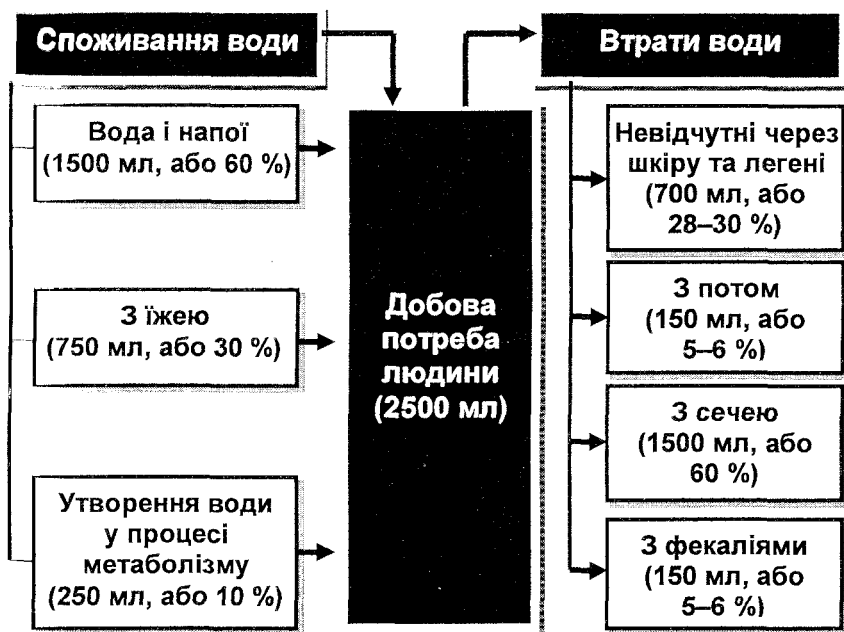 Споживання води
Вода і напої
(1500 мл, або 60 %)
З їжею
(750 мл, або 30 %)
Утворення води
у процесі
метаболізму
(250 мл, або 10 %)
Добова
потреба
людини
(2500 мл)
Втрати води
Невідчутні через
шкіру та легені
(700 мл, або
28–30 %)
З потом
(150 мл, або
5–6 %)
З сечею
(1500 мл, або
60 %)
З фекаліями
(150 мл, або
5–6 %)